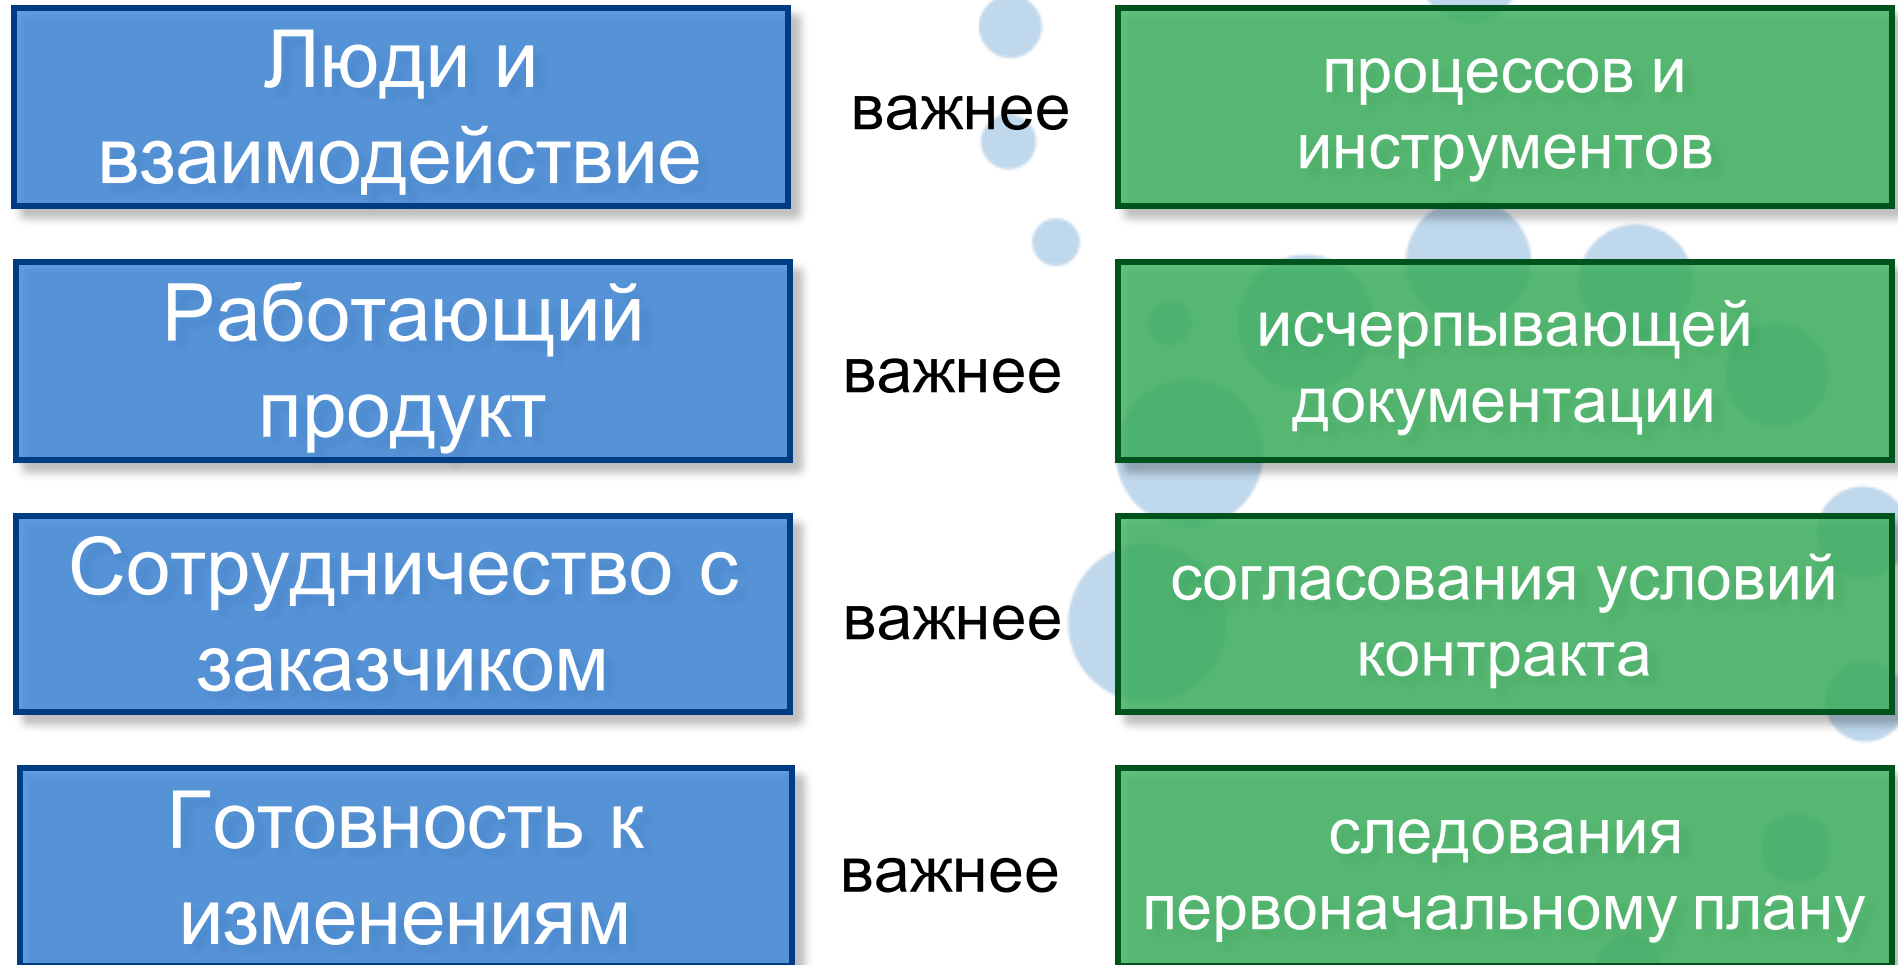 Люди и
взаимодействие
важнее
процессов и
инструментов
Работающий
продукт
важнее
исчерпывающей
документации
Сотрудничество с
заказчиком
важнее
согласования условий
контракта
Готовность к
изменениям
важнее
следования
первоначальному плану